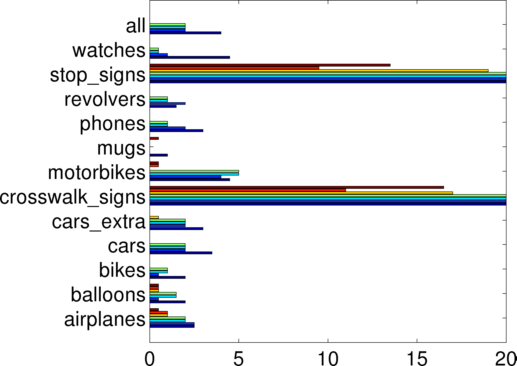 all
watches
stop_signs
revolvers
phones
mugs
motorbikes
crosswalk_signs
cars_extra
cars
bikes
balloons
airplanes
0 5 10 15 20